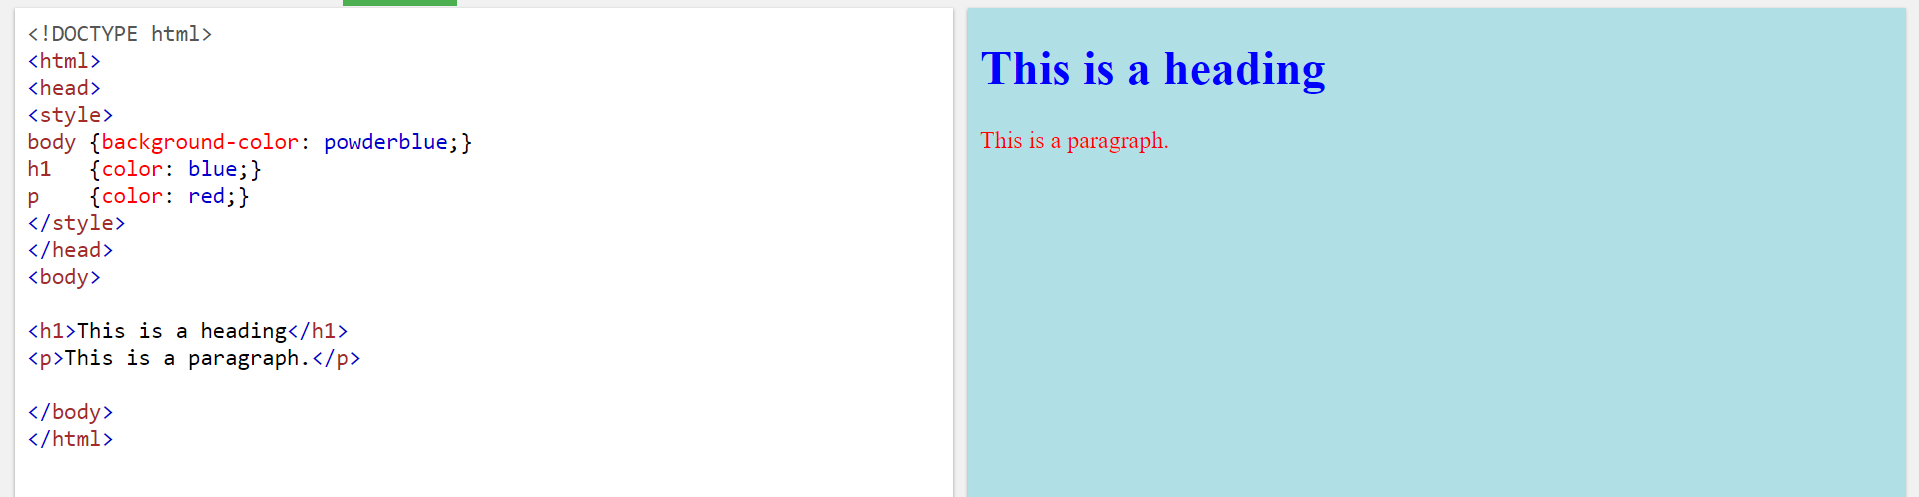 <!DOCTYPE html>
<html>
<head>
<style>
body {background-color: powderblue;}
h1   {color: blue;}
p    {color: red;}
</style>
</head>
<body>

<h1>This is a heading</h1>
<p>This is a paragraph.</p>

</body>
</html>
This is a heading
This is a paragraph.